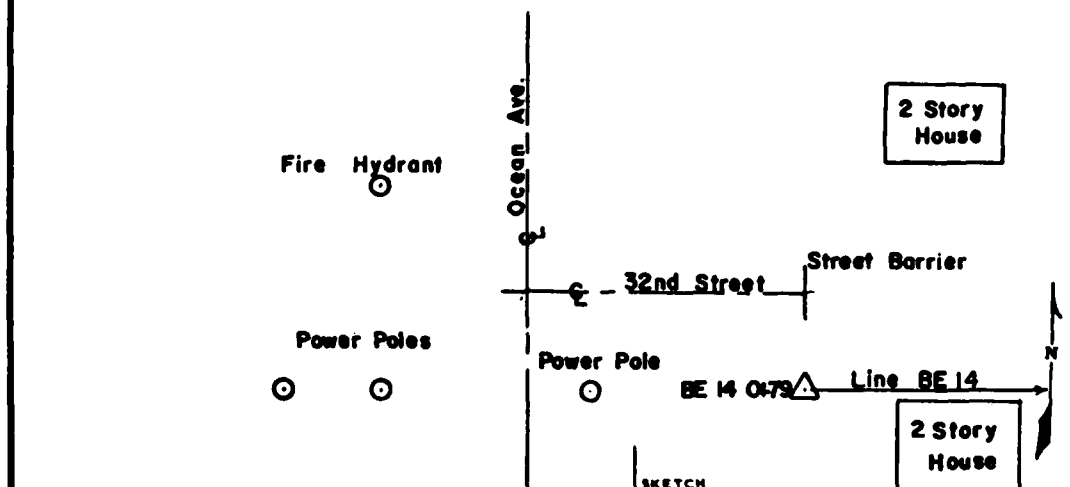 Ocean Ave.
2 Story
House
Fire Hydrant
℄
Street Barrier
32nd Street
℄
Power Poles
N
Power Pole
BE 14 0+79
Line BE 14
2 Story
House
SKETCH